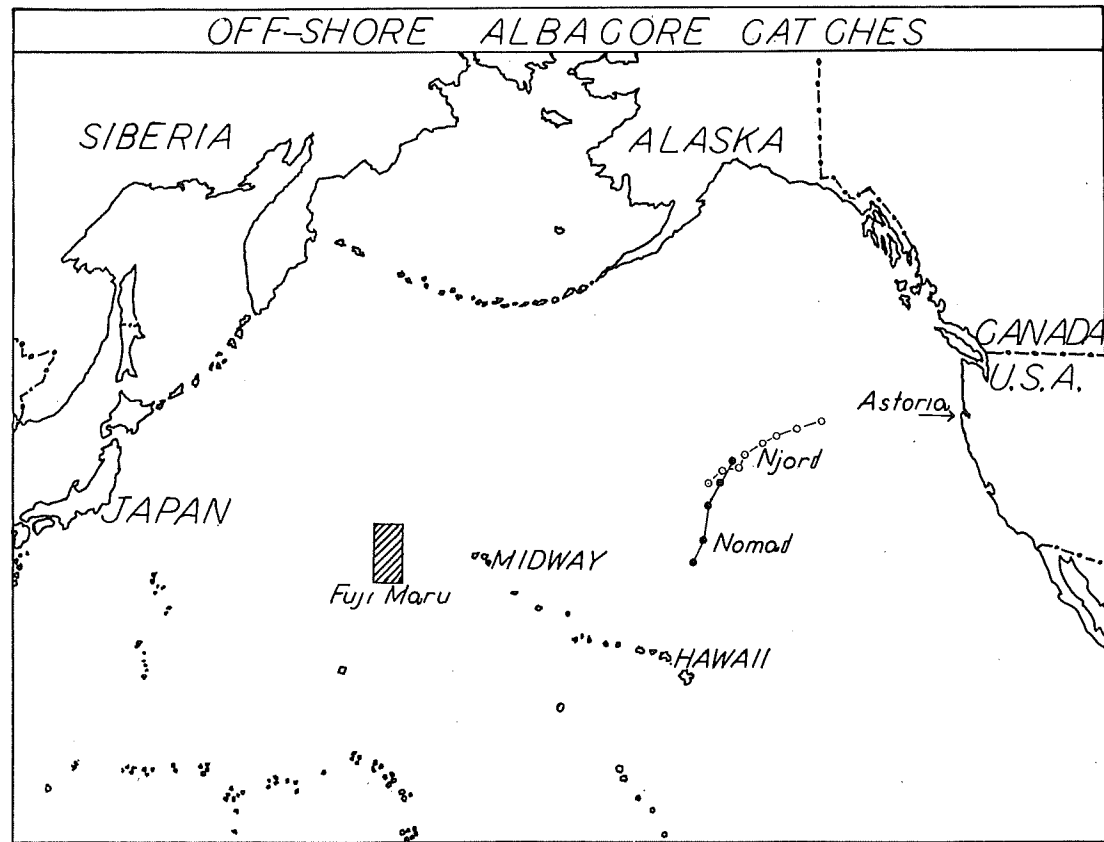 OFF-SHORE ALBACORE CATCHES
SIBERIA
ALASKA
CANADA
U.S.A.
Astoria
Njord
JAPAN
Nomad
MIDWAY
Fuji Maru
HAWAII